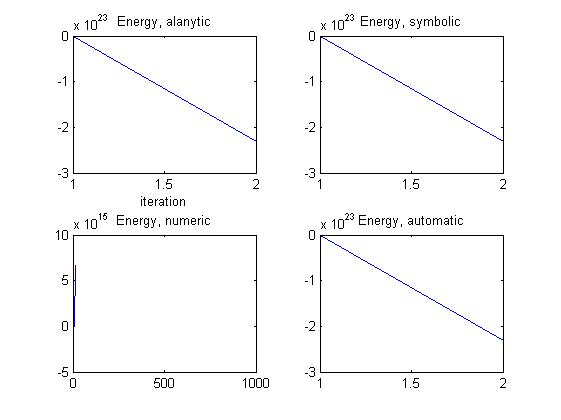 x 10^23 Energy, alanytic
0
-1
-2
-3
1 1.5 2
iteration
x 10^23 Energy, symbolic
0
-1
-2
-3
1 1.5 2
x 10^15 Energy, numeric
10
5
0
-5
0 500 1000
x 10^23 Energy, automatic
0
-1
-2
-3
1 1.5 2